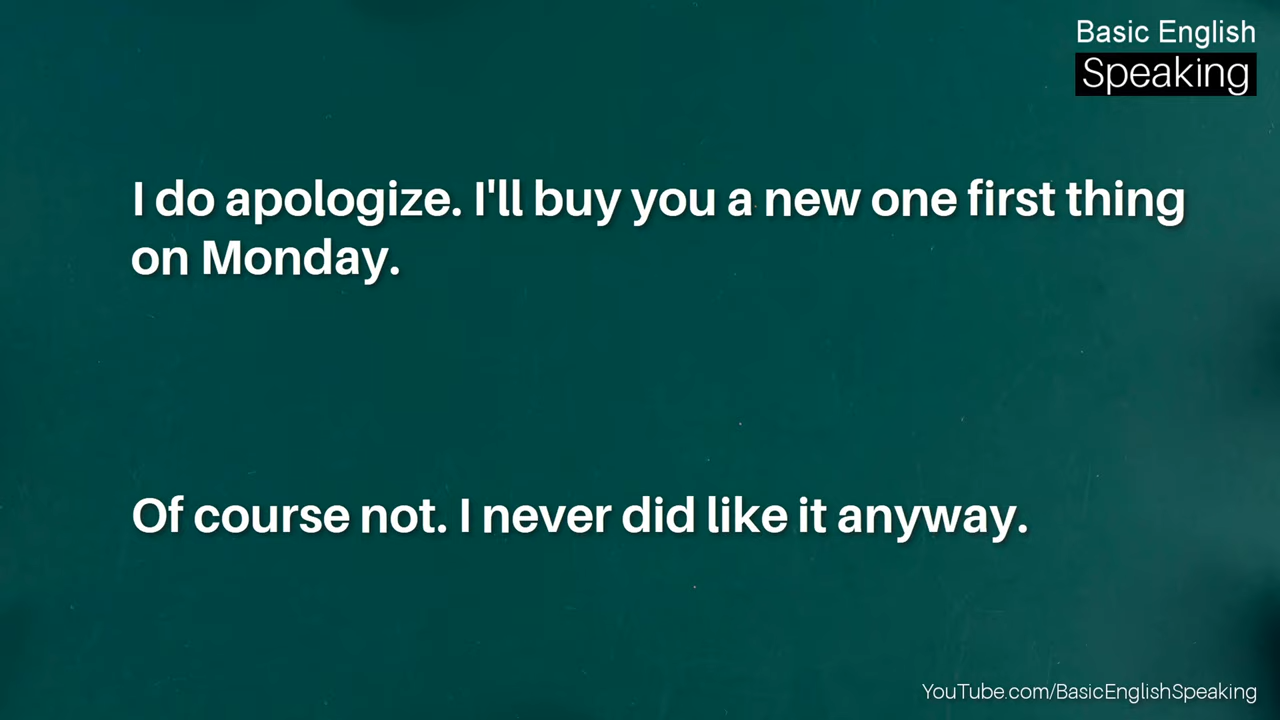 Basic English
Speaking
I do apologize. I'll buy you a new one first thing
on Monday.
Of course not. I never did like it anyway.
YouTube.com/BasicEnglishSpeaking